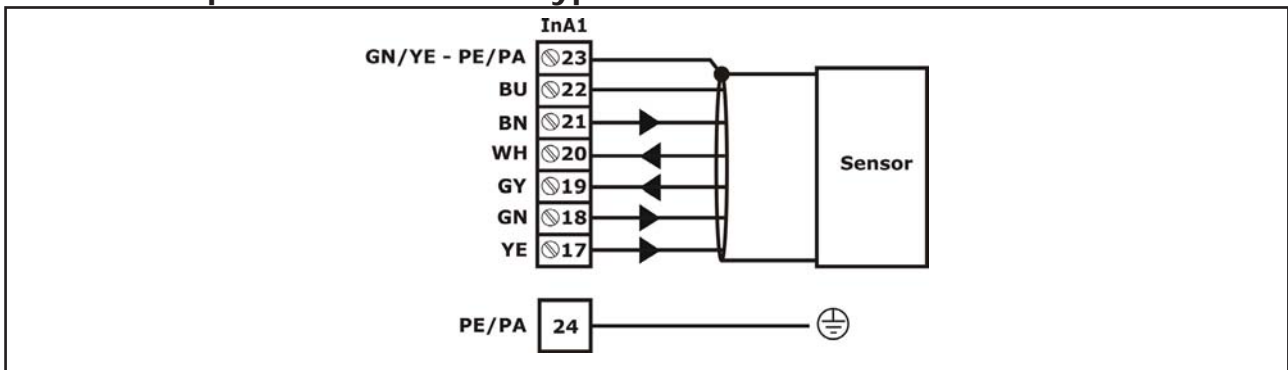 InA1
GN/YE - PE/PA 23
BU 22
BN 21
WH 20
Sensor
GY 19
GN 18
YE 17
PE/PA 24